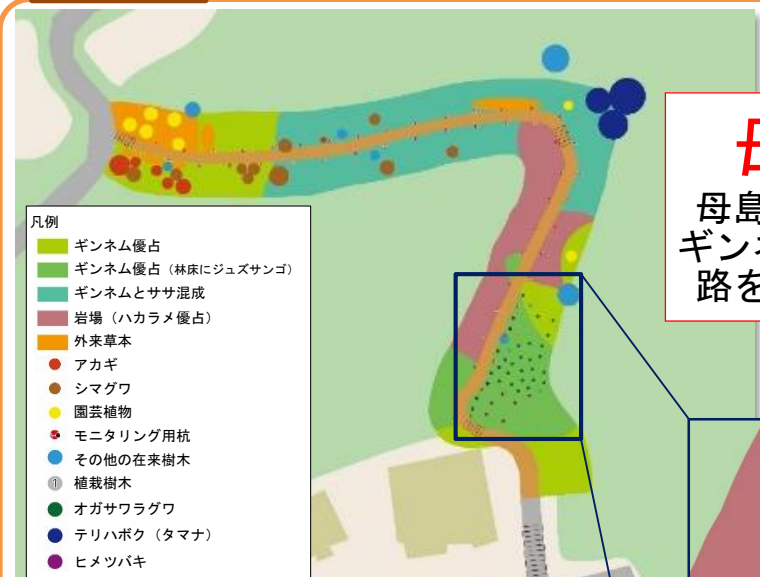 母
母島
ギンネ
路を
凡例
ギンネム優占
ギンネム優占（林床にジュズサンゴ）
ギンネムとササ混成
岩場（ハカラメ優占）
外来草本
アカギ
シマグワ
園芸植物
モニタリング用杭
その他の在来樹木
植栽樹木
オガサワラグワ
テリハボク（タマナ）
ヒメツバキ